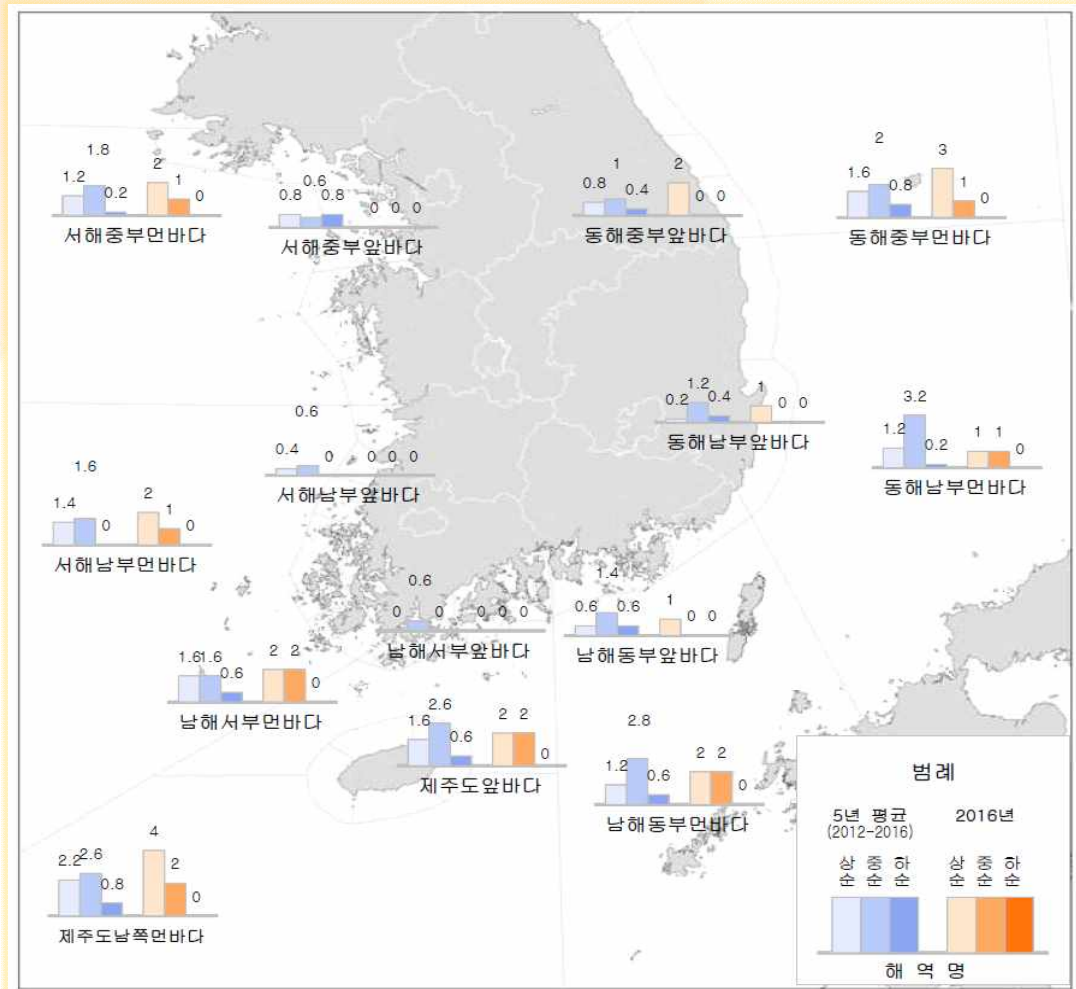 1.2 1.8 0.2 2 1 0
서해중부먼바다
0.8 0.6 0.8 0 0 0
서해중부앞바다
0.8 1 0.4 2 0 0
동해중부앞바다
1.6 2 0.8 3 1 0
동해중부먼바다
0.2 1.2 0.4 1 0 0
동해남부앞바다
1.2 3.2 0.2 1 1 0
동해남부먼바다
0.4 0.6 0 0 0 0
서해남부앞바다
1.4 1.6 0 2 1 0
서해남부먼바다
0 0.6 0 0 0 0
남해서부앞바다
0.6 1.4 0.6 1 0 0
남해동부앞바다
1.6 1.6 0.6 2 2 0
남해서부먼바다
1.6 2.6 0.6 2 2 0
제주도앞바다
1.2 2.8 0.6 2 2 0
남해동부먼바다
2.2 2.6 0.8 4 2 0
제주도남쪽먼바다
범례
5년 평균 2016년
(2012-2016)
상순 중순 하순 상순 중순 하순
해 역 명